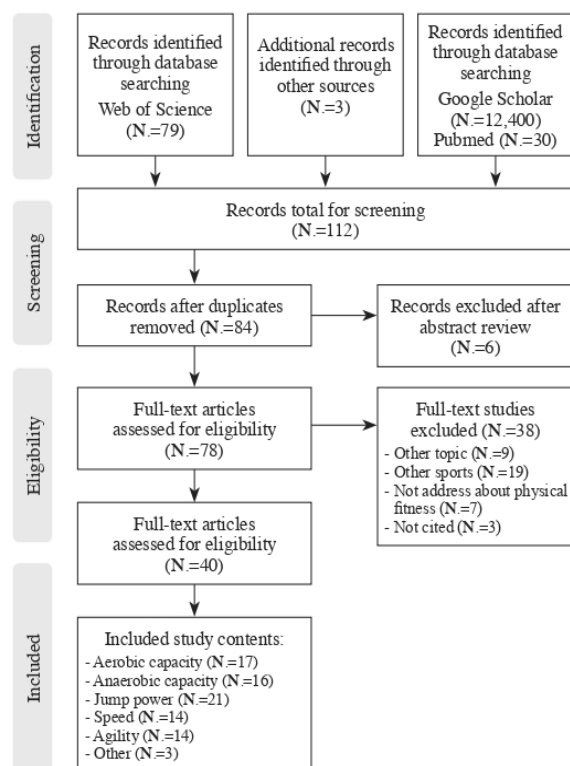 Identification
Records identified
through database
searching
Web of Science
(N.=79)
Additional records
identified through
other sources
(N.=3)
Records identified
through database
searching
Google Scholar
(N.=12,400)
Pubmed (N.=30)
Screening
Records total for screening
(N.=112)
Records after duplicates
removed (N.=84)
Records excluded after
abstract review
(N.=6)
Eligibility
Full-text articles
assessed for eligibility
(N.=78)
Full-text studies
excluded (N.=38)
- Other topic (N.=9)
- Other sports (N.=19)
- Not address about physical
fitness (N.=7)
- Not cited (N.=3)
Full-text articles
assessed for eligibility
(N.=40)
Included
Included study contents:
- Aerobic capacity (N.=17)
- Anaerobic capacity (N.=16)
- Jump power (N.=21)
- Speed (N.=14)
- Agility (N.=14)
- Other (N.=3)